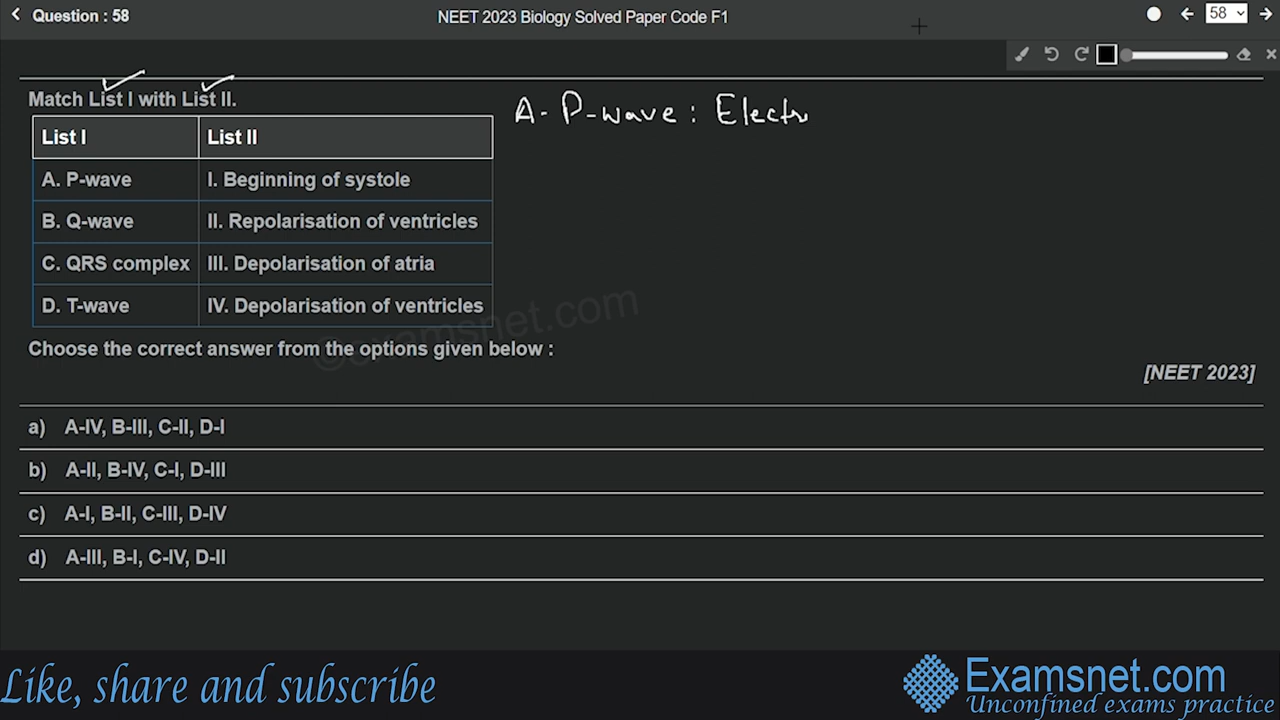 Question : 58
NEET 2023 Biology Solved Paper Code F1
58
Match List I with List II.
A- P-wave : Electr
List I List II
A. P-wave I. Beginning of systole
B. Q-wave II. Repolarisation of ventricles
C. QRS complex III. Depolarisation of atria
D. T-wave IV. Depolarisation of ventricles
©examsnet.com
Choose the correct answer from the options given below :
[NEET 2023]
a) A-IV, B-III, C-II, D-I
b) A-II, B-IV, C-I, D-III
c) A-I, B-II, C-III, D-IV
d) A-III, B-I, C-IV, D-II
Like, share and subscribe
Examsnet.com
Unconfined exams practice